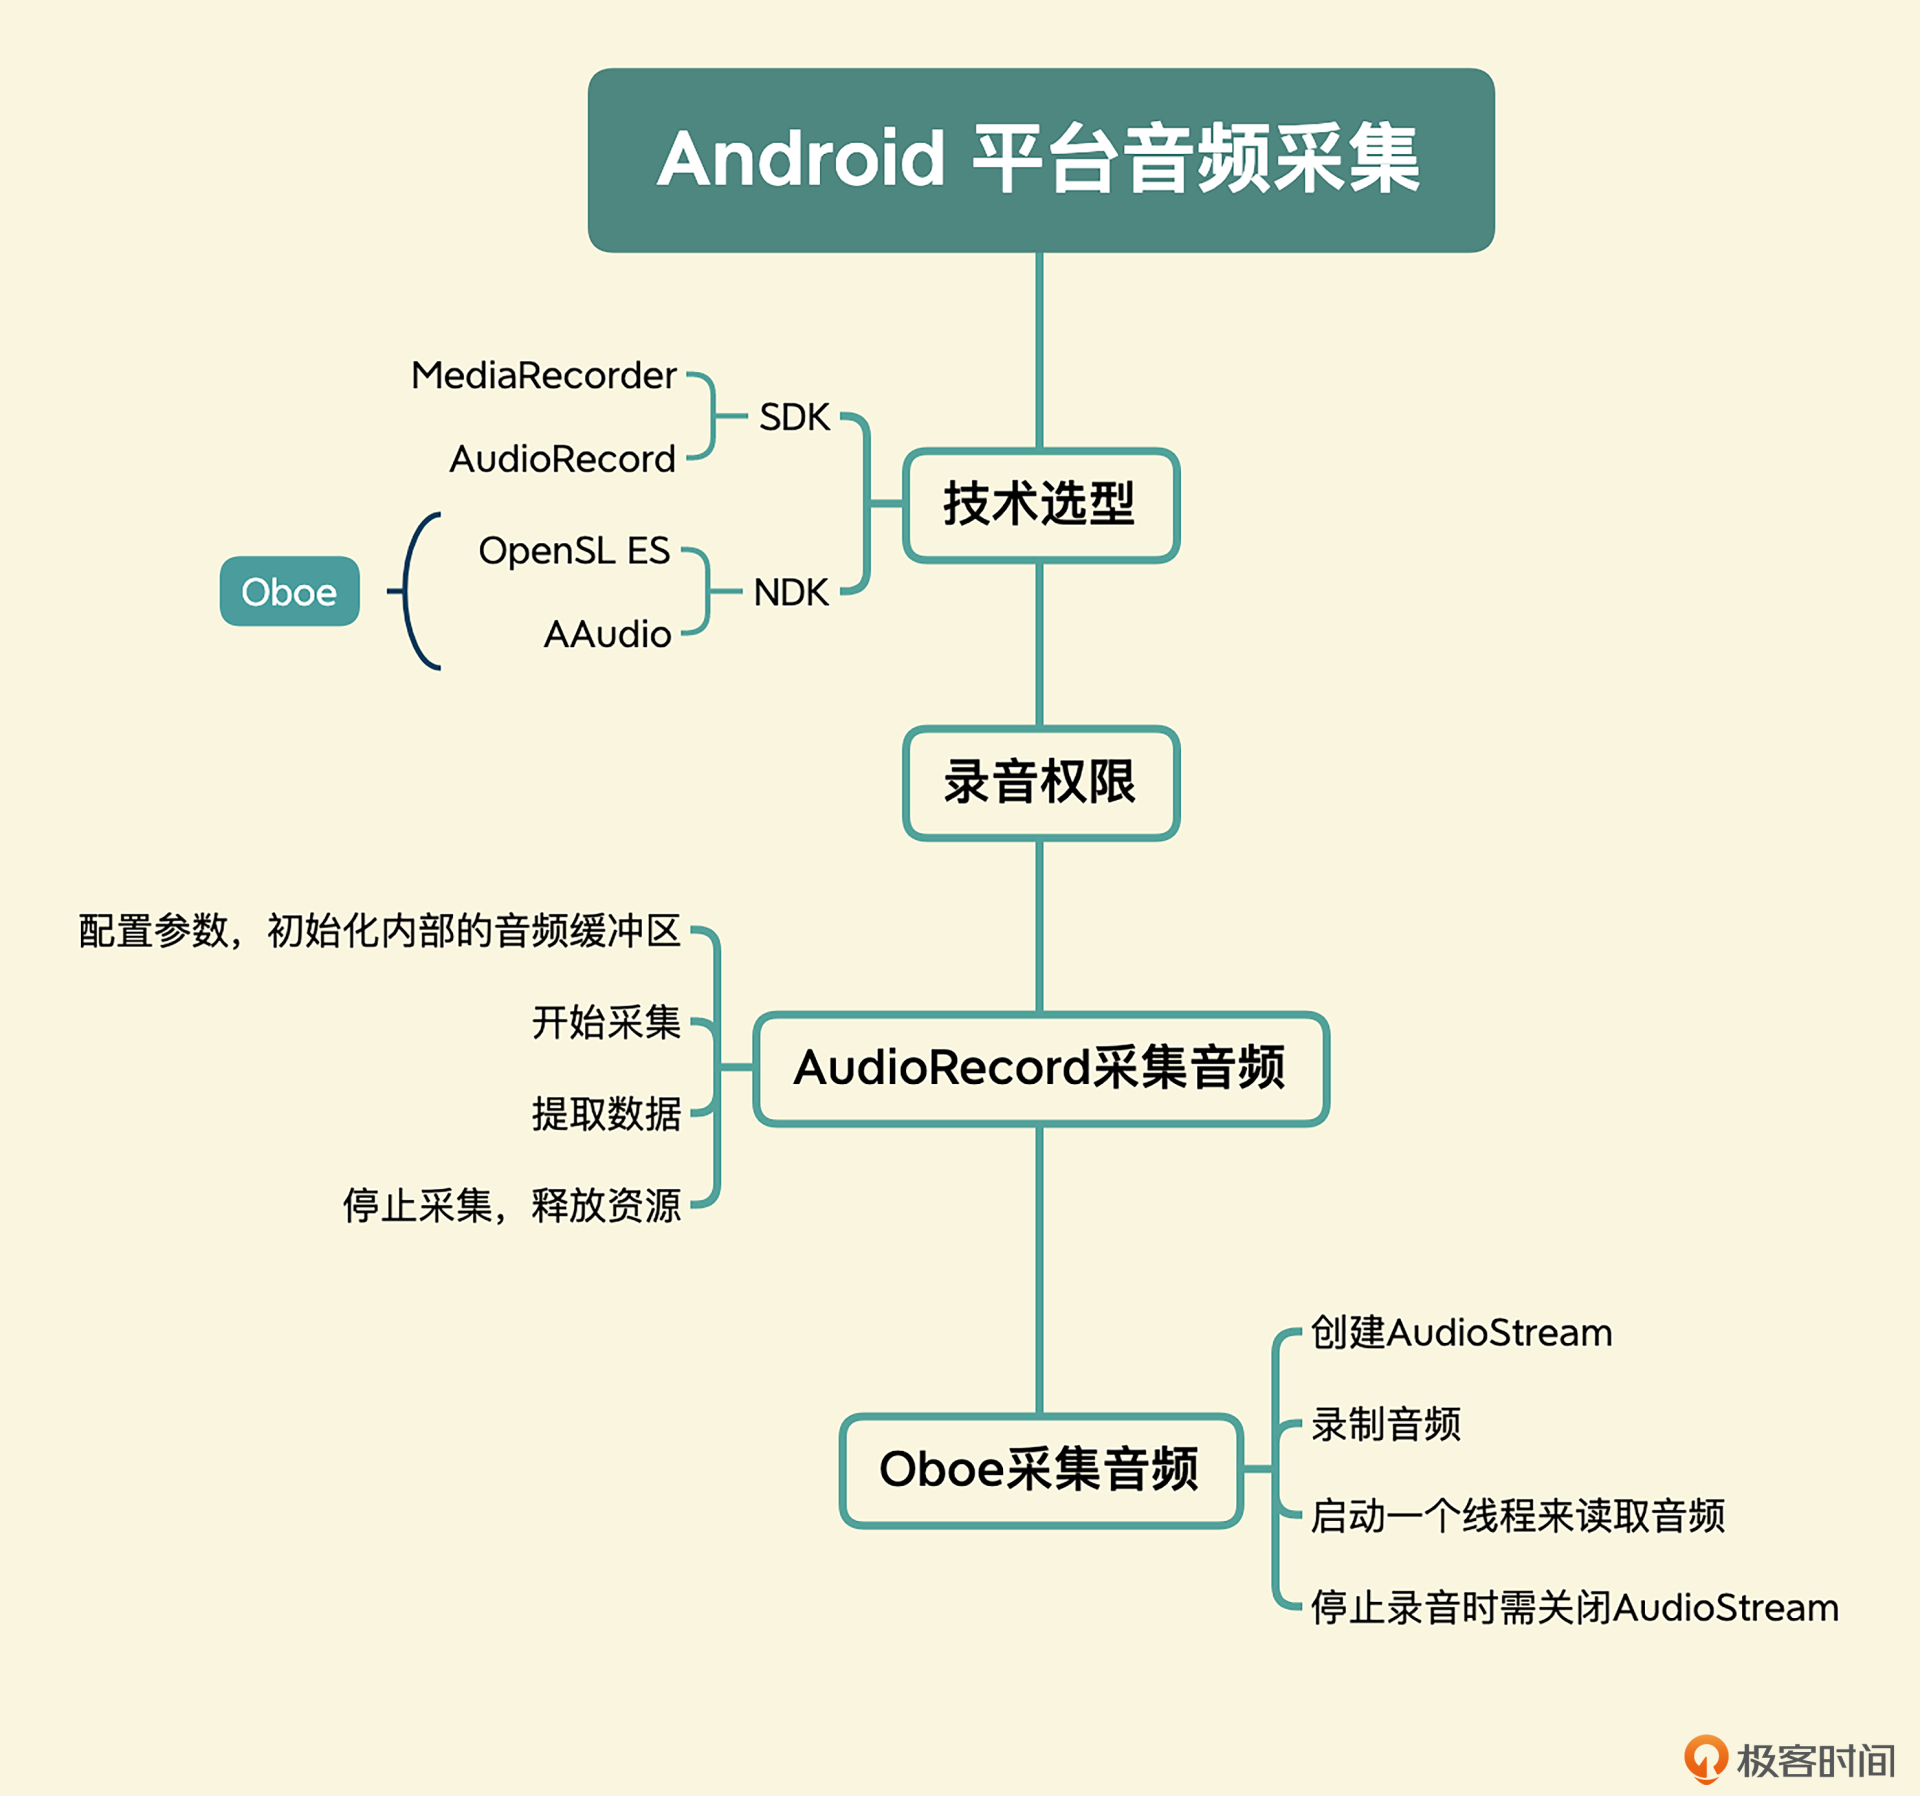 Android 平台音频采集
MediaRecorder
SDK
AudioRecord
技术选型
OpenSL ES
Oboe
NDK
AAudio
录音权限
配置参数，初始化内部的音频缓冲区
开始采集
AudioRecord采集音频
提取数据
停止采集，释放资源
创建AudioStream
录制音频
Oboe采集音频
启动一个线程来读取音频
停止录音时需关闭AudioStream
极客时间